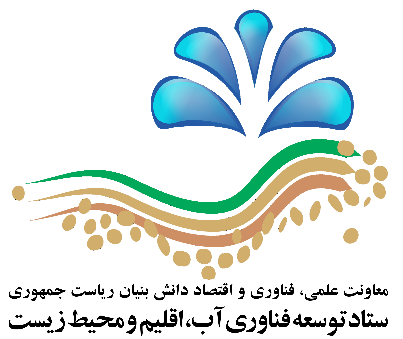 معاونت علمی، فناوری و اقتصاد دانش بنیان ریاست جمهوری
ستاد توسعه فناوری آب، اقلیم و محیط زیست